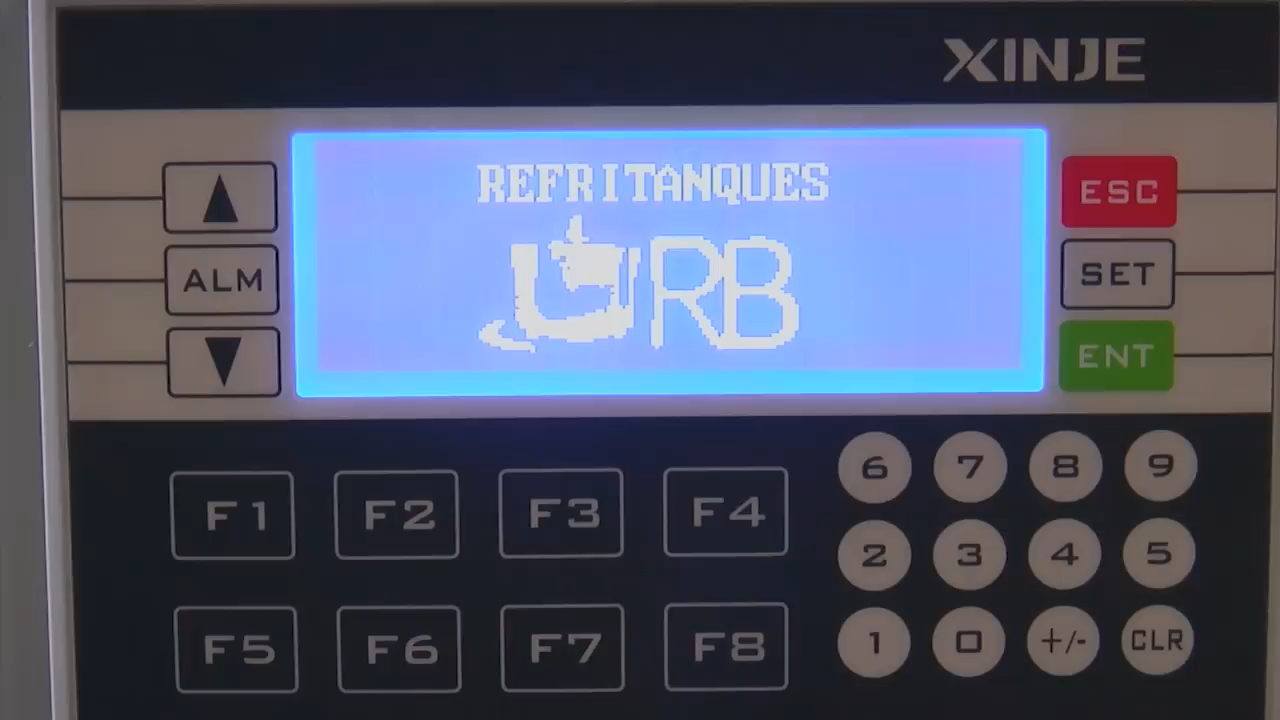 XINJE
REFRITANQUES
RB
ALM
ESC
SET
ENT
F1 F2 F3 F4
F5 F6 F7 F8
6 7 8 9
2 3 4 5
1 0 +/- CLR